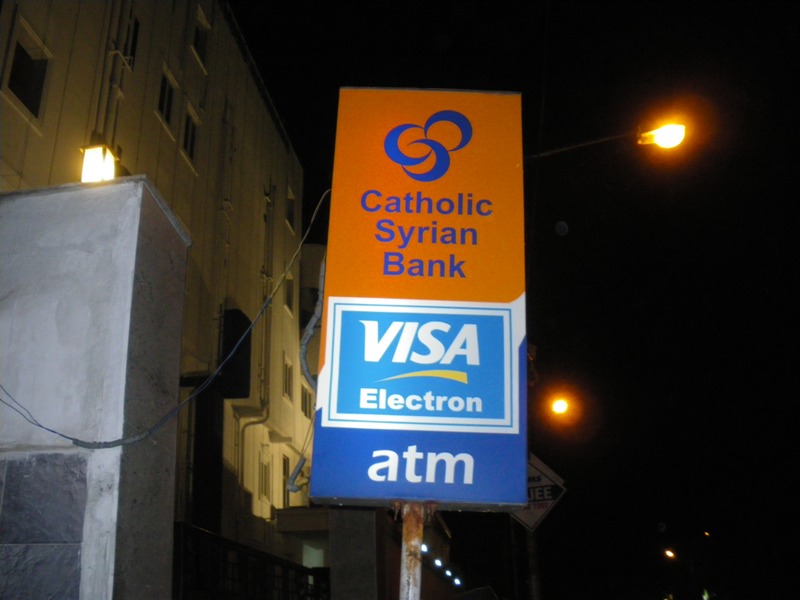 Catholic
Syrian
Bank
VISA
Electron
atm